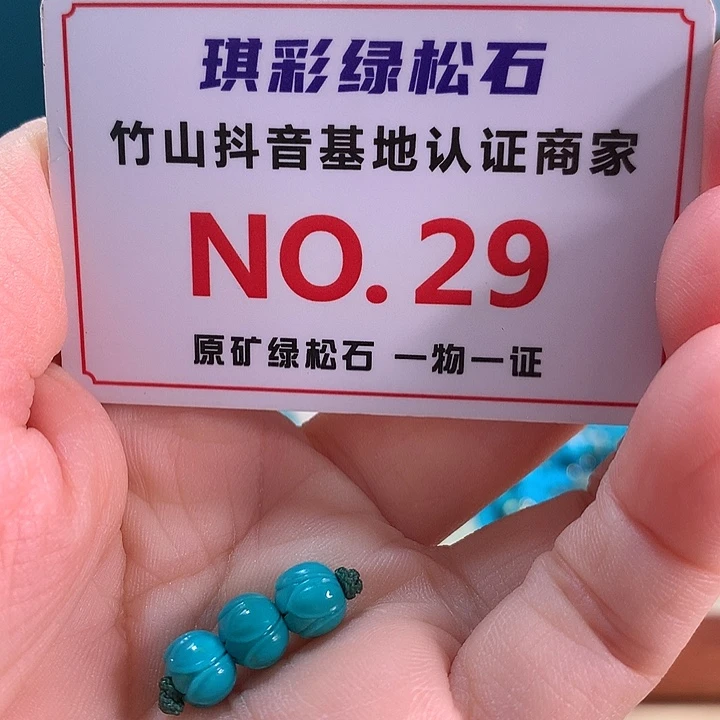 琪彩绿松石
竹山抖音基地认证商家
NO. 29
原矿绿松石 一物一证